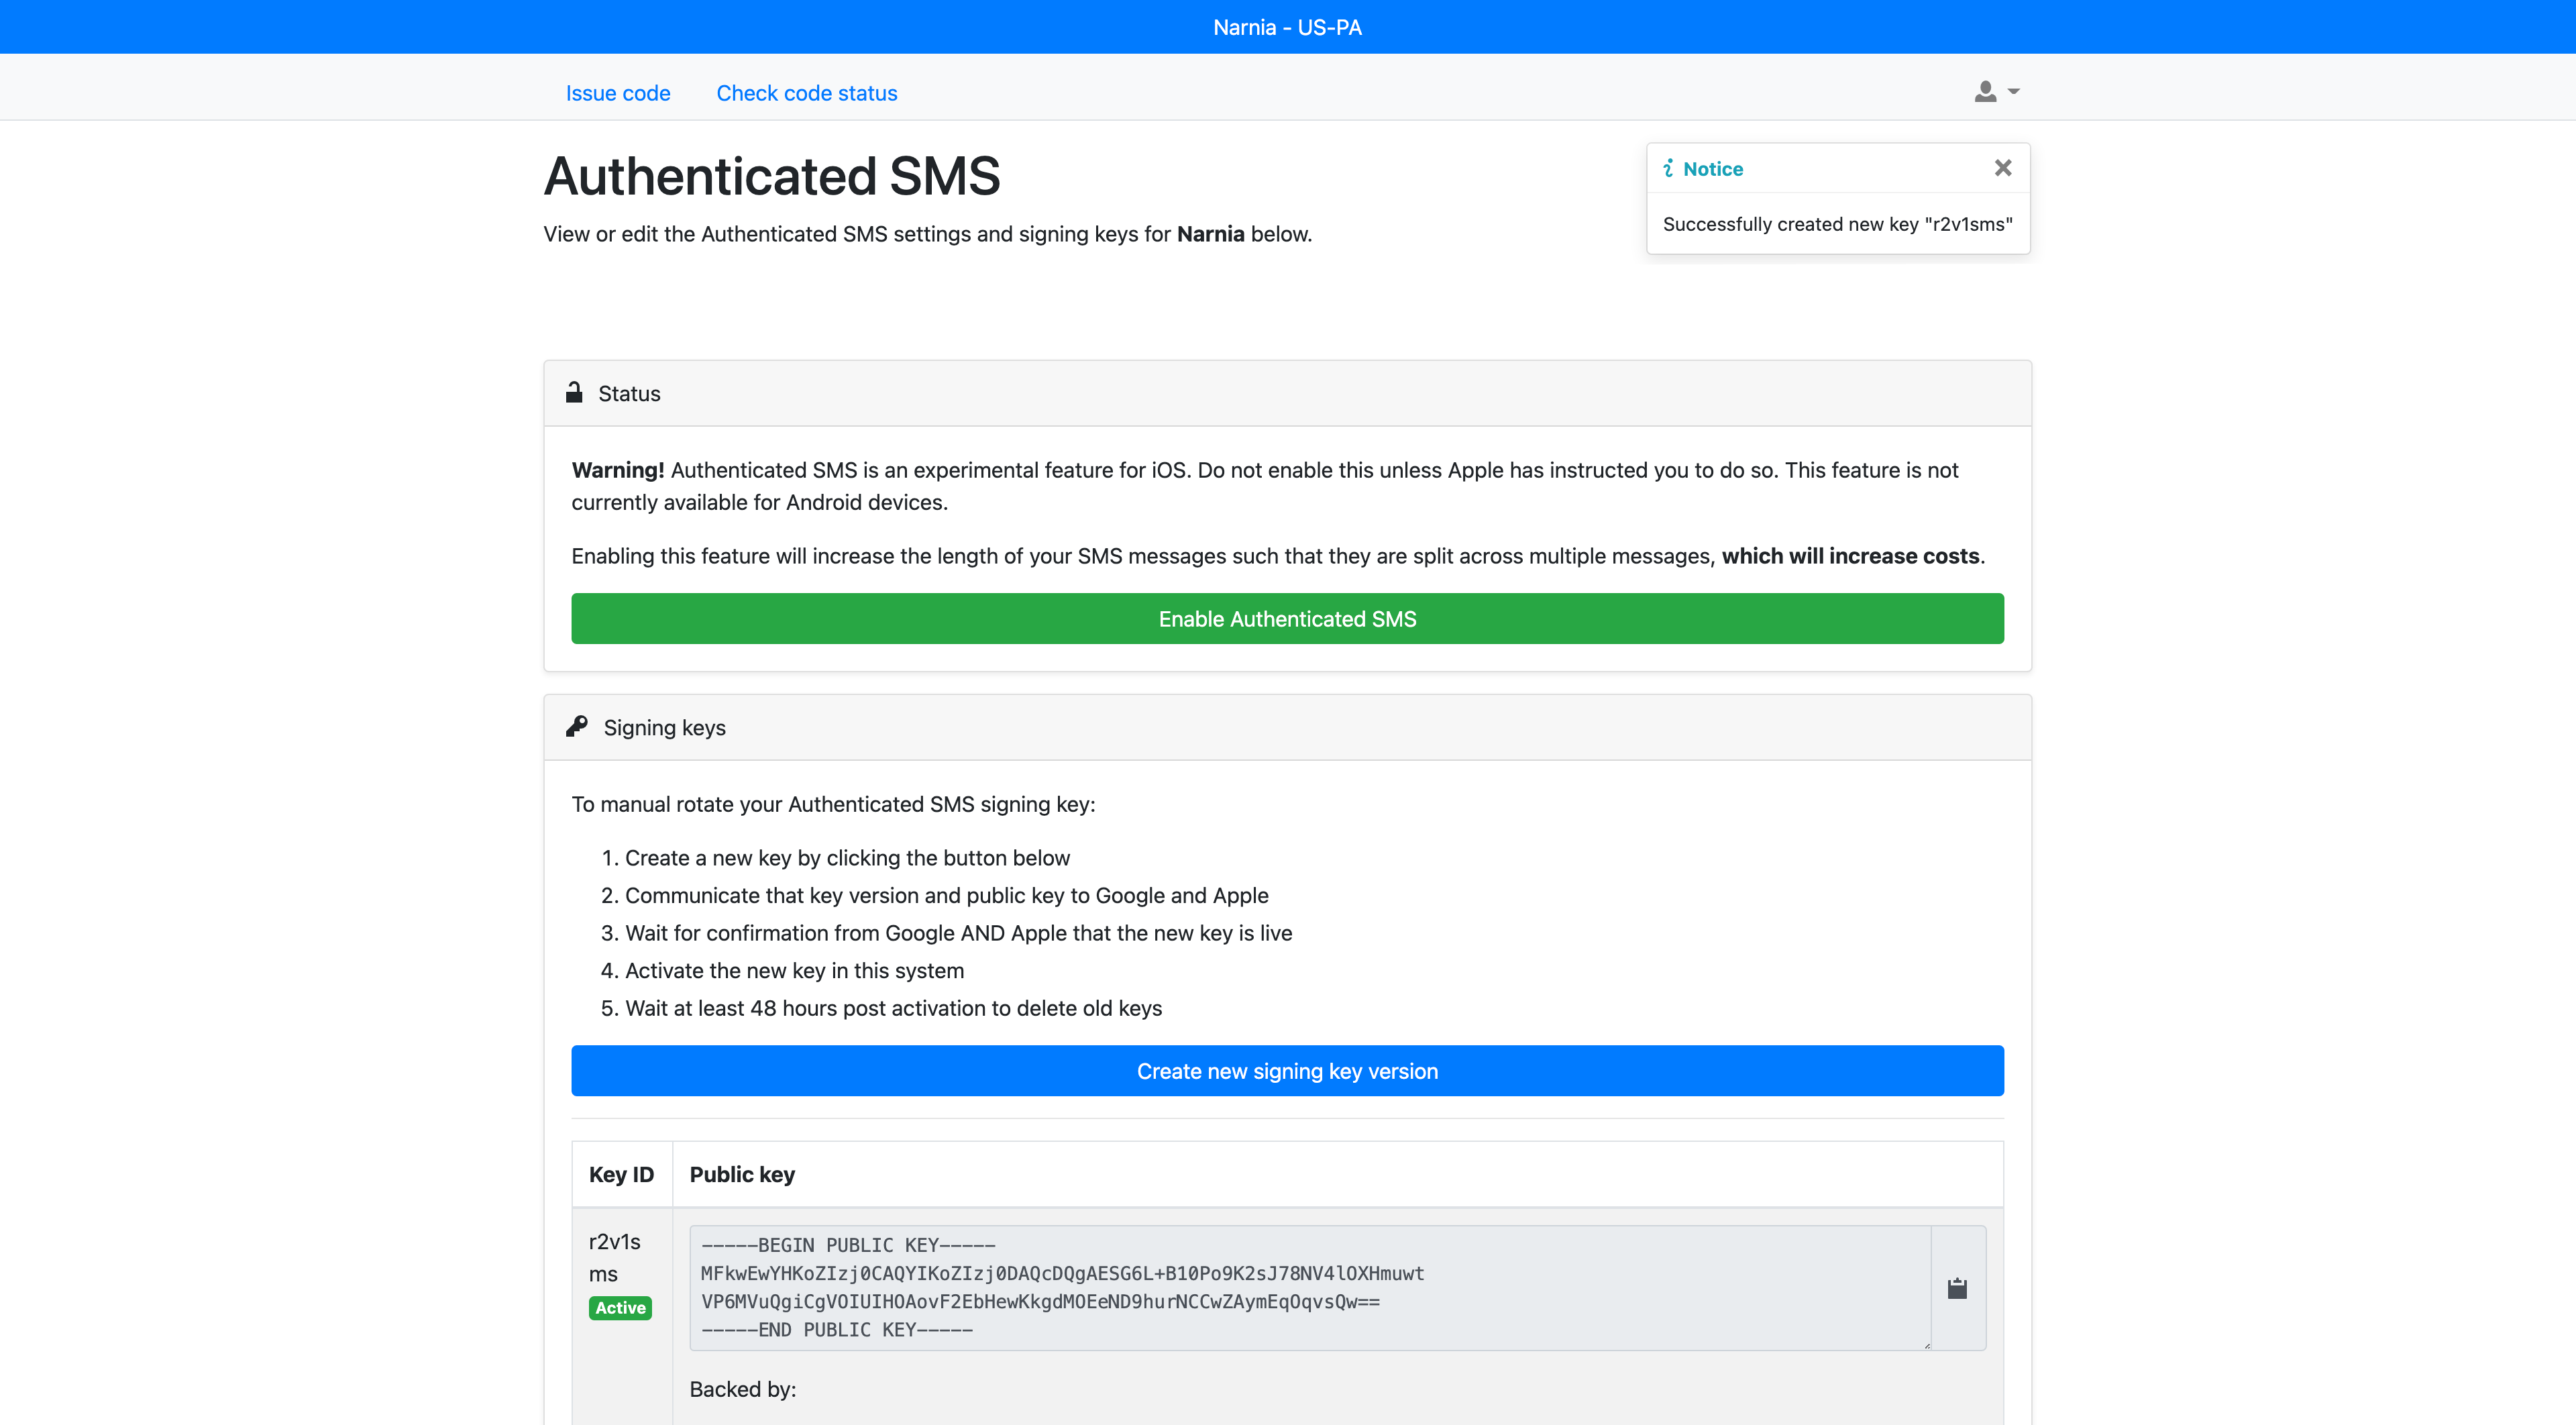 Narnia - US-PA
Issue code
Check code status
Authenticated SMS
View or edit the Authenticated SMS settings and signing keys for Narnia below.
Notice
Successfully created new key "r2v1sms"
Status
Warning! Authenticated SMS is an experimental feature for iOS. Do not enable this unless Apple has instructed you to do so. This feature is not
currently available for Android devices.
Enabling this feature will increase the length of your SMS messages such that they are split across multiple messages, which will increase costs.
Enable Authenticated SMS
Signing keys
To manual rotate your Authenticated SMS signing key:
1. Create a new key by clicking the button below
2. Communicate that key version and public key to Google and Apple
3. Wait for confirmation from Google AND Apple that the new key is live
4. Activate the new key in this system
5. Wait at least 48 hours post activation to delete old keys
Create new signing key version
Key ID
Public key
r2v1s
ms
Active
-----BEGIN PUBLIC KEY-----
MFkwEwYHKoZIzj0CAQYIKoZIzj0DAQcDQgAESG6L+B10Po9K2sJ78NV4lOXHmuwt
VP6MVuQgiCgVOIUIHOAovF2EbHewKkgdMOEeND9hurNCCwZAymEqOqvsQw==
-----END PUBLIC KEY-----
Backed by: